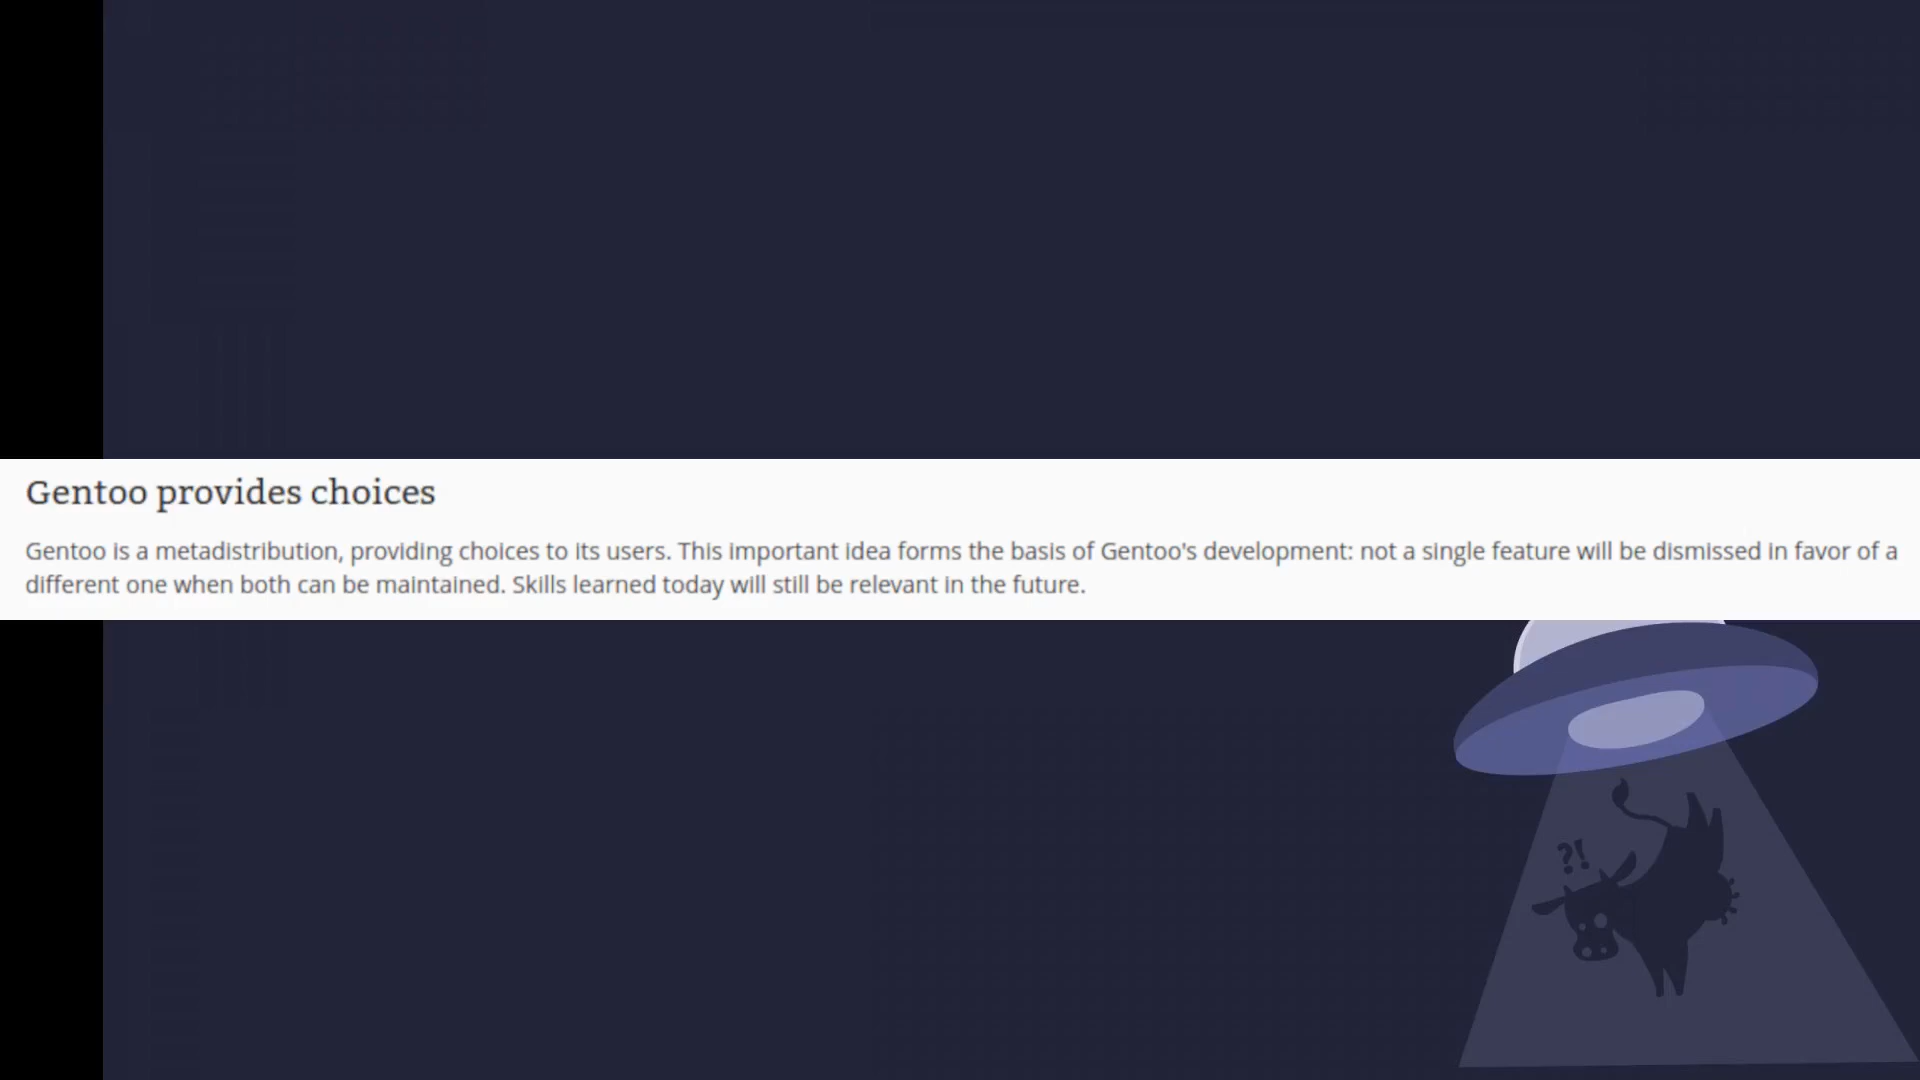 Gentoo provides choices
Gentoo is a metadistribution, providing choices to its users. This important idea forms the basis of Gentoo's development: not a single feature will be dismissed in favor of a
different one when both can be maintained. Skills learned today will still be relevant in the future.
?!